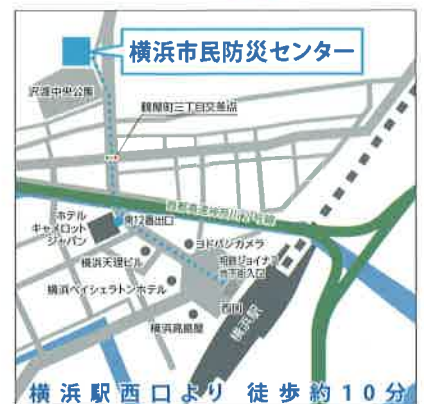 横浜市民防災センター
沢渡中央公園
鶴屋町三丁目交差点
首都高速神奈川2号線
ホテル
キャメロット
ジャパン
東12番出口
ヨドバシカメラ
横浜天理ビル
相鉄ジョイナス
地下街入口
横浜ベイシェラトンホテル
西口
横浜駅
横浜高島屋
横浜駅西口より 徒歩約10分